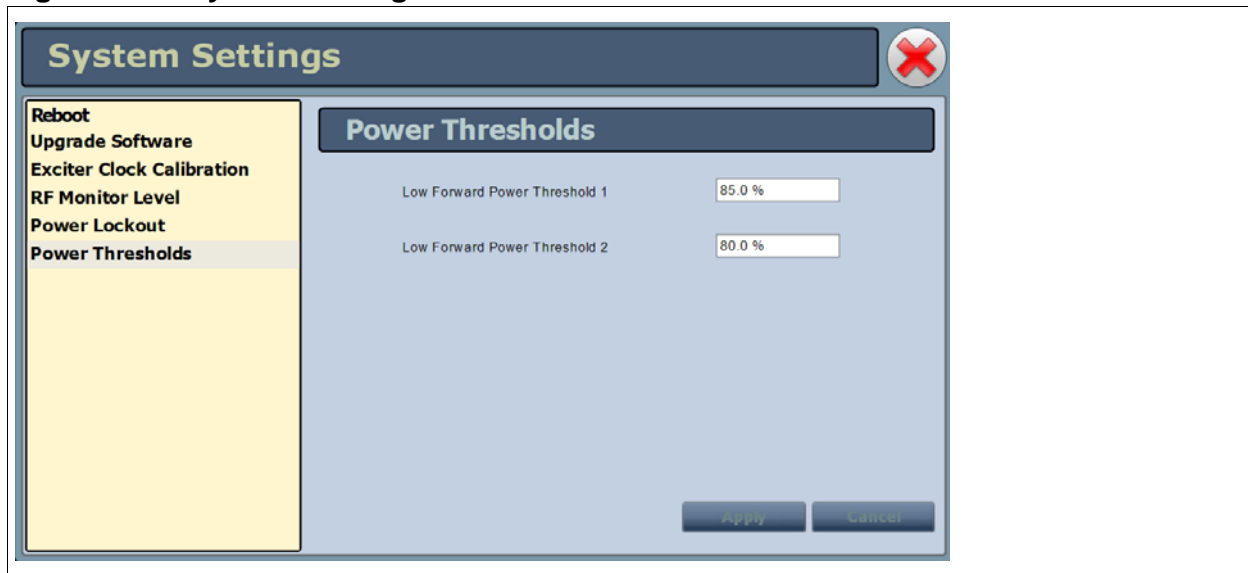 System Settings
Reboot
Upgrade Software
Exciter Clock Calibration
RF Monitor Level
Power Lockout
Power Thresholds
Power Thresholds
Low Forward Power Threshold 1 85.0 %
Low Forward Power Threshold 2 80.0 %
Apply Cancel